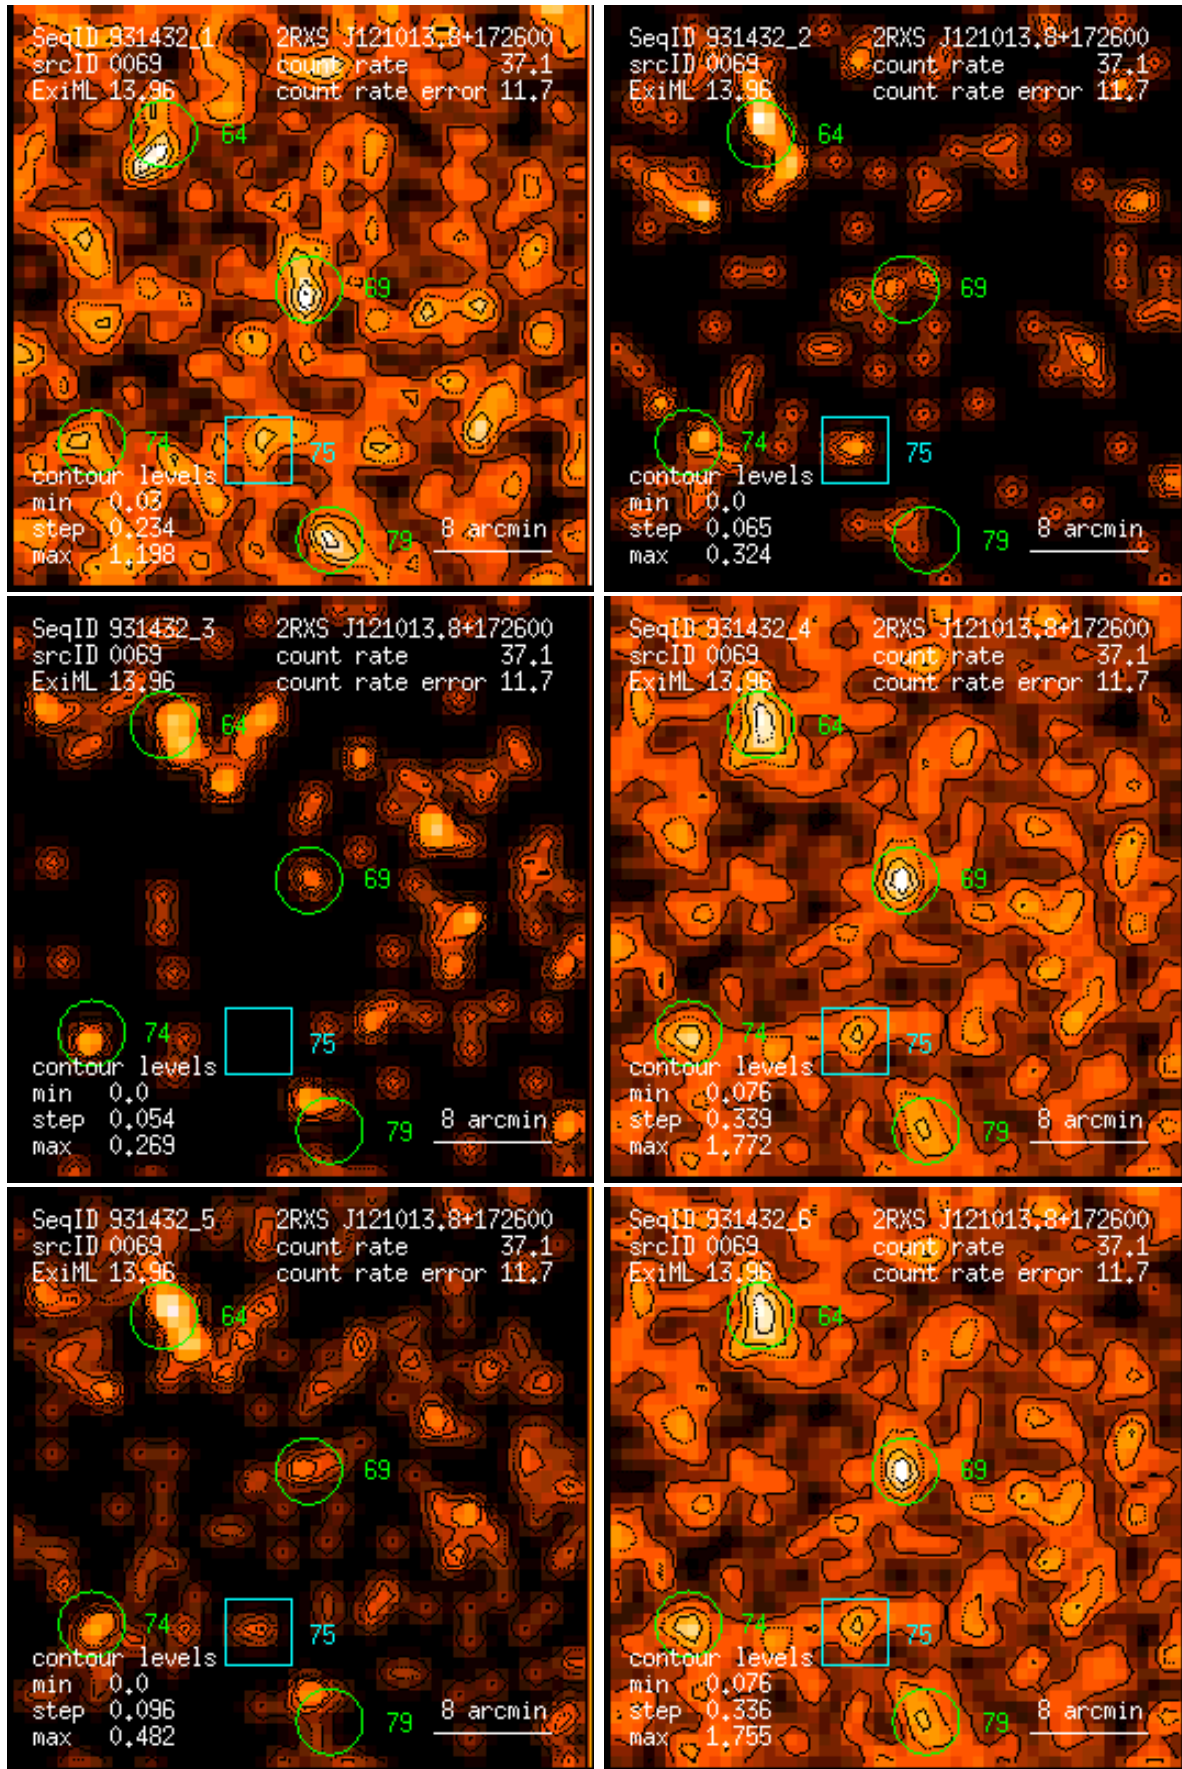 SeqID 931432_1 2RXS J121013.8+172600
srcID 0069 count rate 37.1
ExiML 13.96 count rate error 11.7
64
69
74
75
contour levels
min 0.03
step 0.234
max 1.198
79
8 arcmin
SeqID 931432_2 2RXS J121013.8+172600
srcID 0069 count rate 37.1
ExiML 13.96 count rate error 11.7
64
69
74
75
contour levels
min 0.0
step 0.065
max 0.324
79
8 arcmin
SeqID 931432_3 2RXS J121013.8+172600
srcID 0069 count rate 37.1
ExiML 13.96 count rate error 11.7
64
69
74
75
contour levels
min 0.0
step 0.054
max 0.269
79
8 arcmin
SeqID 931432_4 2RXS J121013.8+172600
srcID 0069 count rate 37.1
ExiML 13.96 count rate error 11.7
64
69
74
75
contour levels
min 0.076
step 0.339
max 1.772
79
8 arcmin
SeqID 931432_5 2RXS J121013.8+172600
srcID 0069 count rate 37.1
ExiML 13.96 count rate error 11.7
64
69
74
75
contour levels
min 0.0
step 0.096
max 0.482
79
8 arcmin
SeqID 931432_6 2RXS J121013.8+172600
srcID 0069 count rate 37.1
ExiML 13.96 count rate error 11.7
64
69
74
75
contour levels
min 0.076
step 0.336
max 1.755
79
8 arcmin